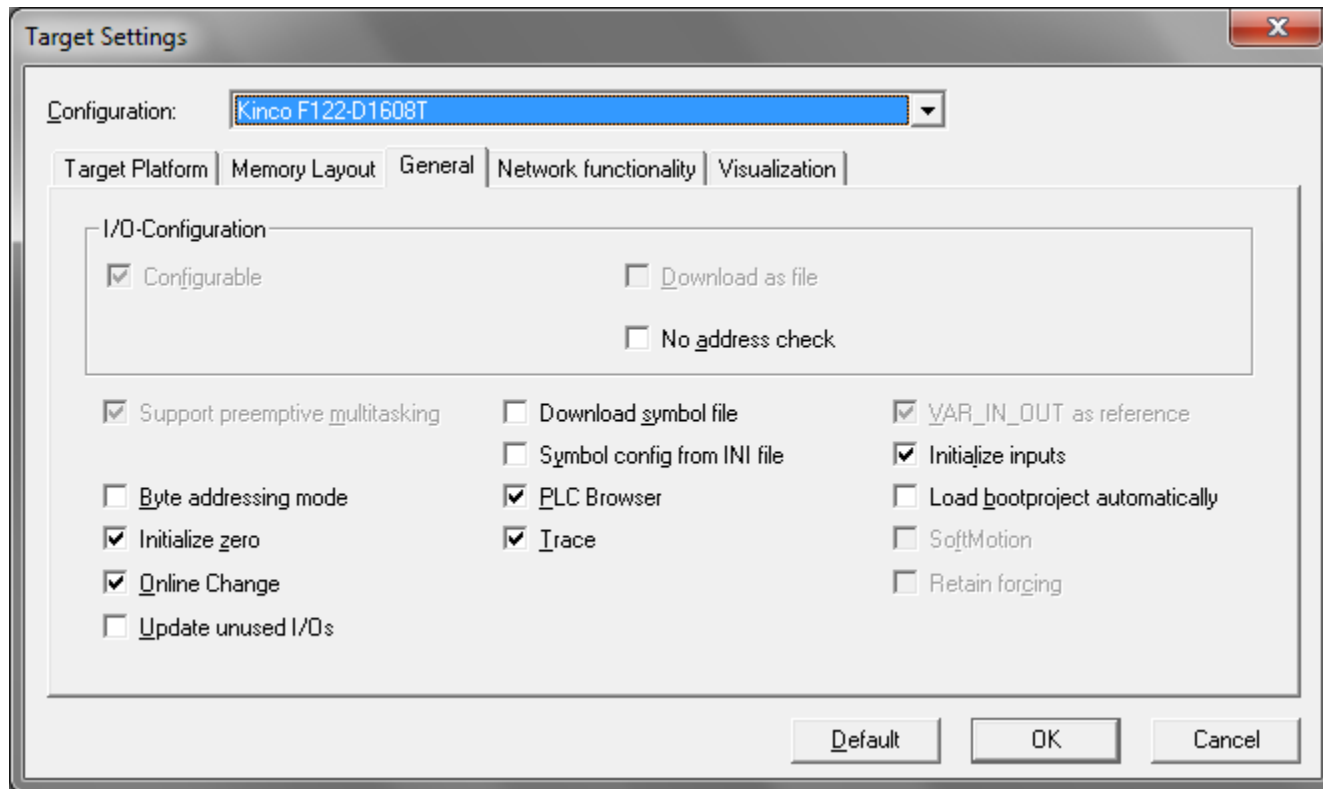 Target Settings
Configuration: Kinco F122-D1608T
Target Platform Memory Layout General Network functionality Visualization
I/O-Configuration
Configurable Download as file
No address check
Support preemptive multitasking Download symbol file VAR_IN_OUT as reference
Symbol config from INI file Initialize inputs
Byte addressing mode PLC Browser Load bootproject automatically
Initialize zero Trace SoftMotion
Online Change Retain forcing
Update unused I/Os
Default OK Cancel